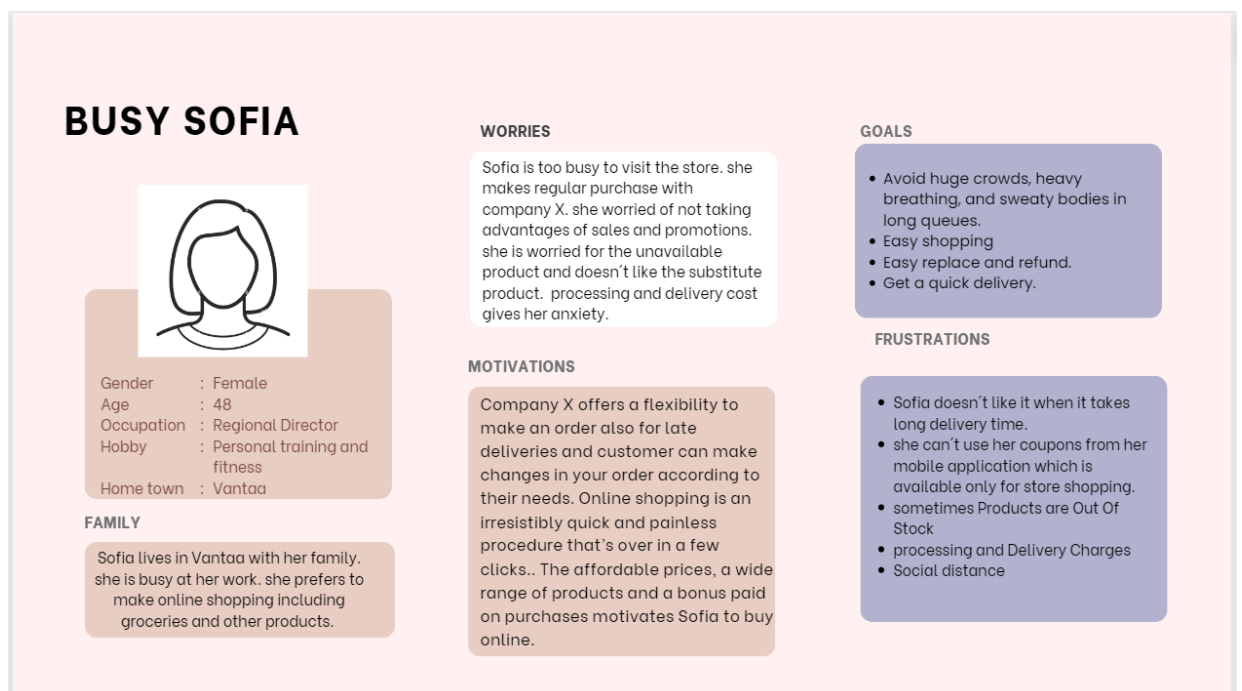 BUSY SOFIA
Gender : Female
Age : 48
Occupation : Regional Director
Hobby : Personal training and
fitness
Home town : Vantaa
FAMILY
Sofia lives in Vantaa with her family.
she is busy at her work. she prefers to
make online shopping including
groceries and other products.
WORRIES
Sofia is too busy to visit the store. she
makes regular purchase with
company X. she worried of not taking
advantages of sales and promotions.
she is worried for the unavailable
product and doesn´t like the substitute
product.  processing and delivery cost
gives her anxiety.
MOTIVATIONS
Company X offers a flexibility to
make an order also for late
deliveries and customer can make
changes in your order according to
their needs. Online shopping is an
irresistibly quick and painless
procedure that's over in a few
clicks.. The affordable prices, a wide
range of products and a bonus paid
on purchases motivates Sofia to buy
online.
GOALS
• Avoid huge crowds, heavy
breathing, and sweaty bodies in
long queues.
• Easy shopping
• Easy replace and refund.
• Get a quick delivery.
FRUSTRATIONS
• Sofia doesn´t like it when it takes
long delivery time.
• she can´t use her coupons from her
mobile application which is
available only for store shopping.
• sometimes Products are Out Of
Stock
• processing and Delivery Charges
• Social distance